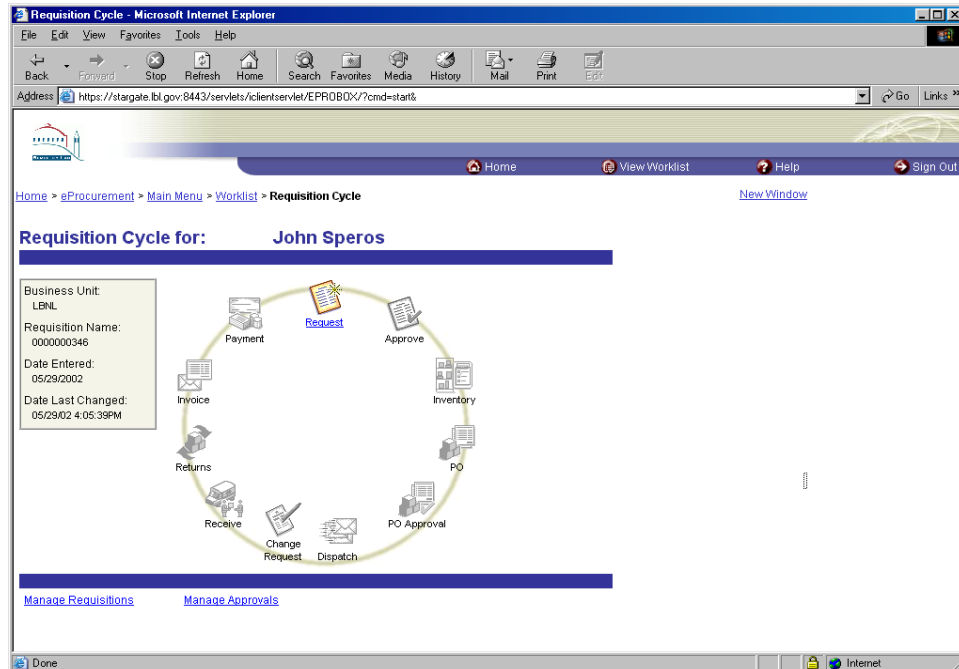 Requisition Cycle - Microsoft Internet Explorer
File Edit View Favorites Tools Help
Back Forward Stop Refresh Home Search Favorites Media History Mail Print Edit
Address https://stargate.lbl.gov:8443/servlets/iclientservlet/EPROBOX/?cmd=start& Go Links »
Home View Worklist Help Sign Out
Home > eProcurement > Main Menu > Worklist > Requisition Cycle New Window
Requisition Cycle for: John Speros
Business Unit:
LBNL
Requisition Name:
0000000346
Date Entered:
05/29/2002
Date Last Changed:
05/29/02 4:05:39PM
Request
Approve
Inventory
PO
PO Approval
Dispatch
Change
Request
Receive
Returns
Invoice
Payment
Manage Requisitions Manage Approvals
Done Internet